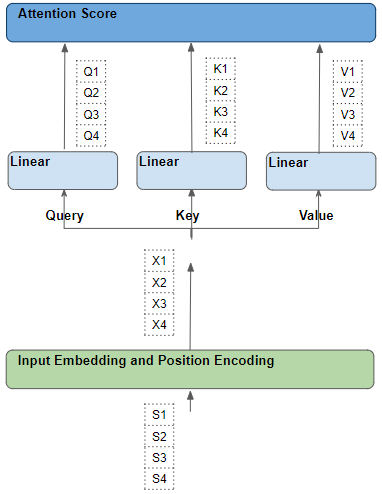 Attention Score
Q1
Q2
Q3
Q4
K1
K2
K3
K4
V1
V2
V3
V4
Linear
Linear
Linear
Query
Key
Value
X1
X2
X3
X4
Input Embedding and Position Encoding
S1
S2
S3
S4